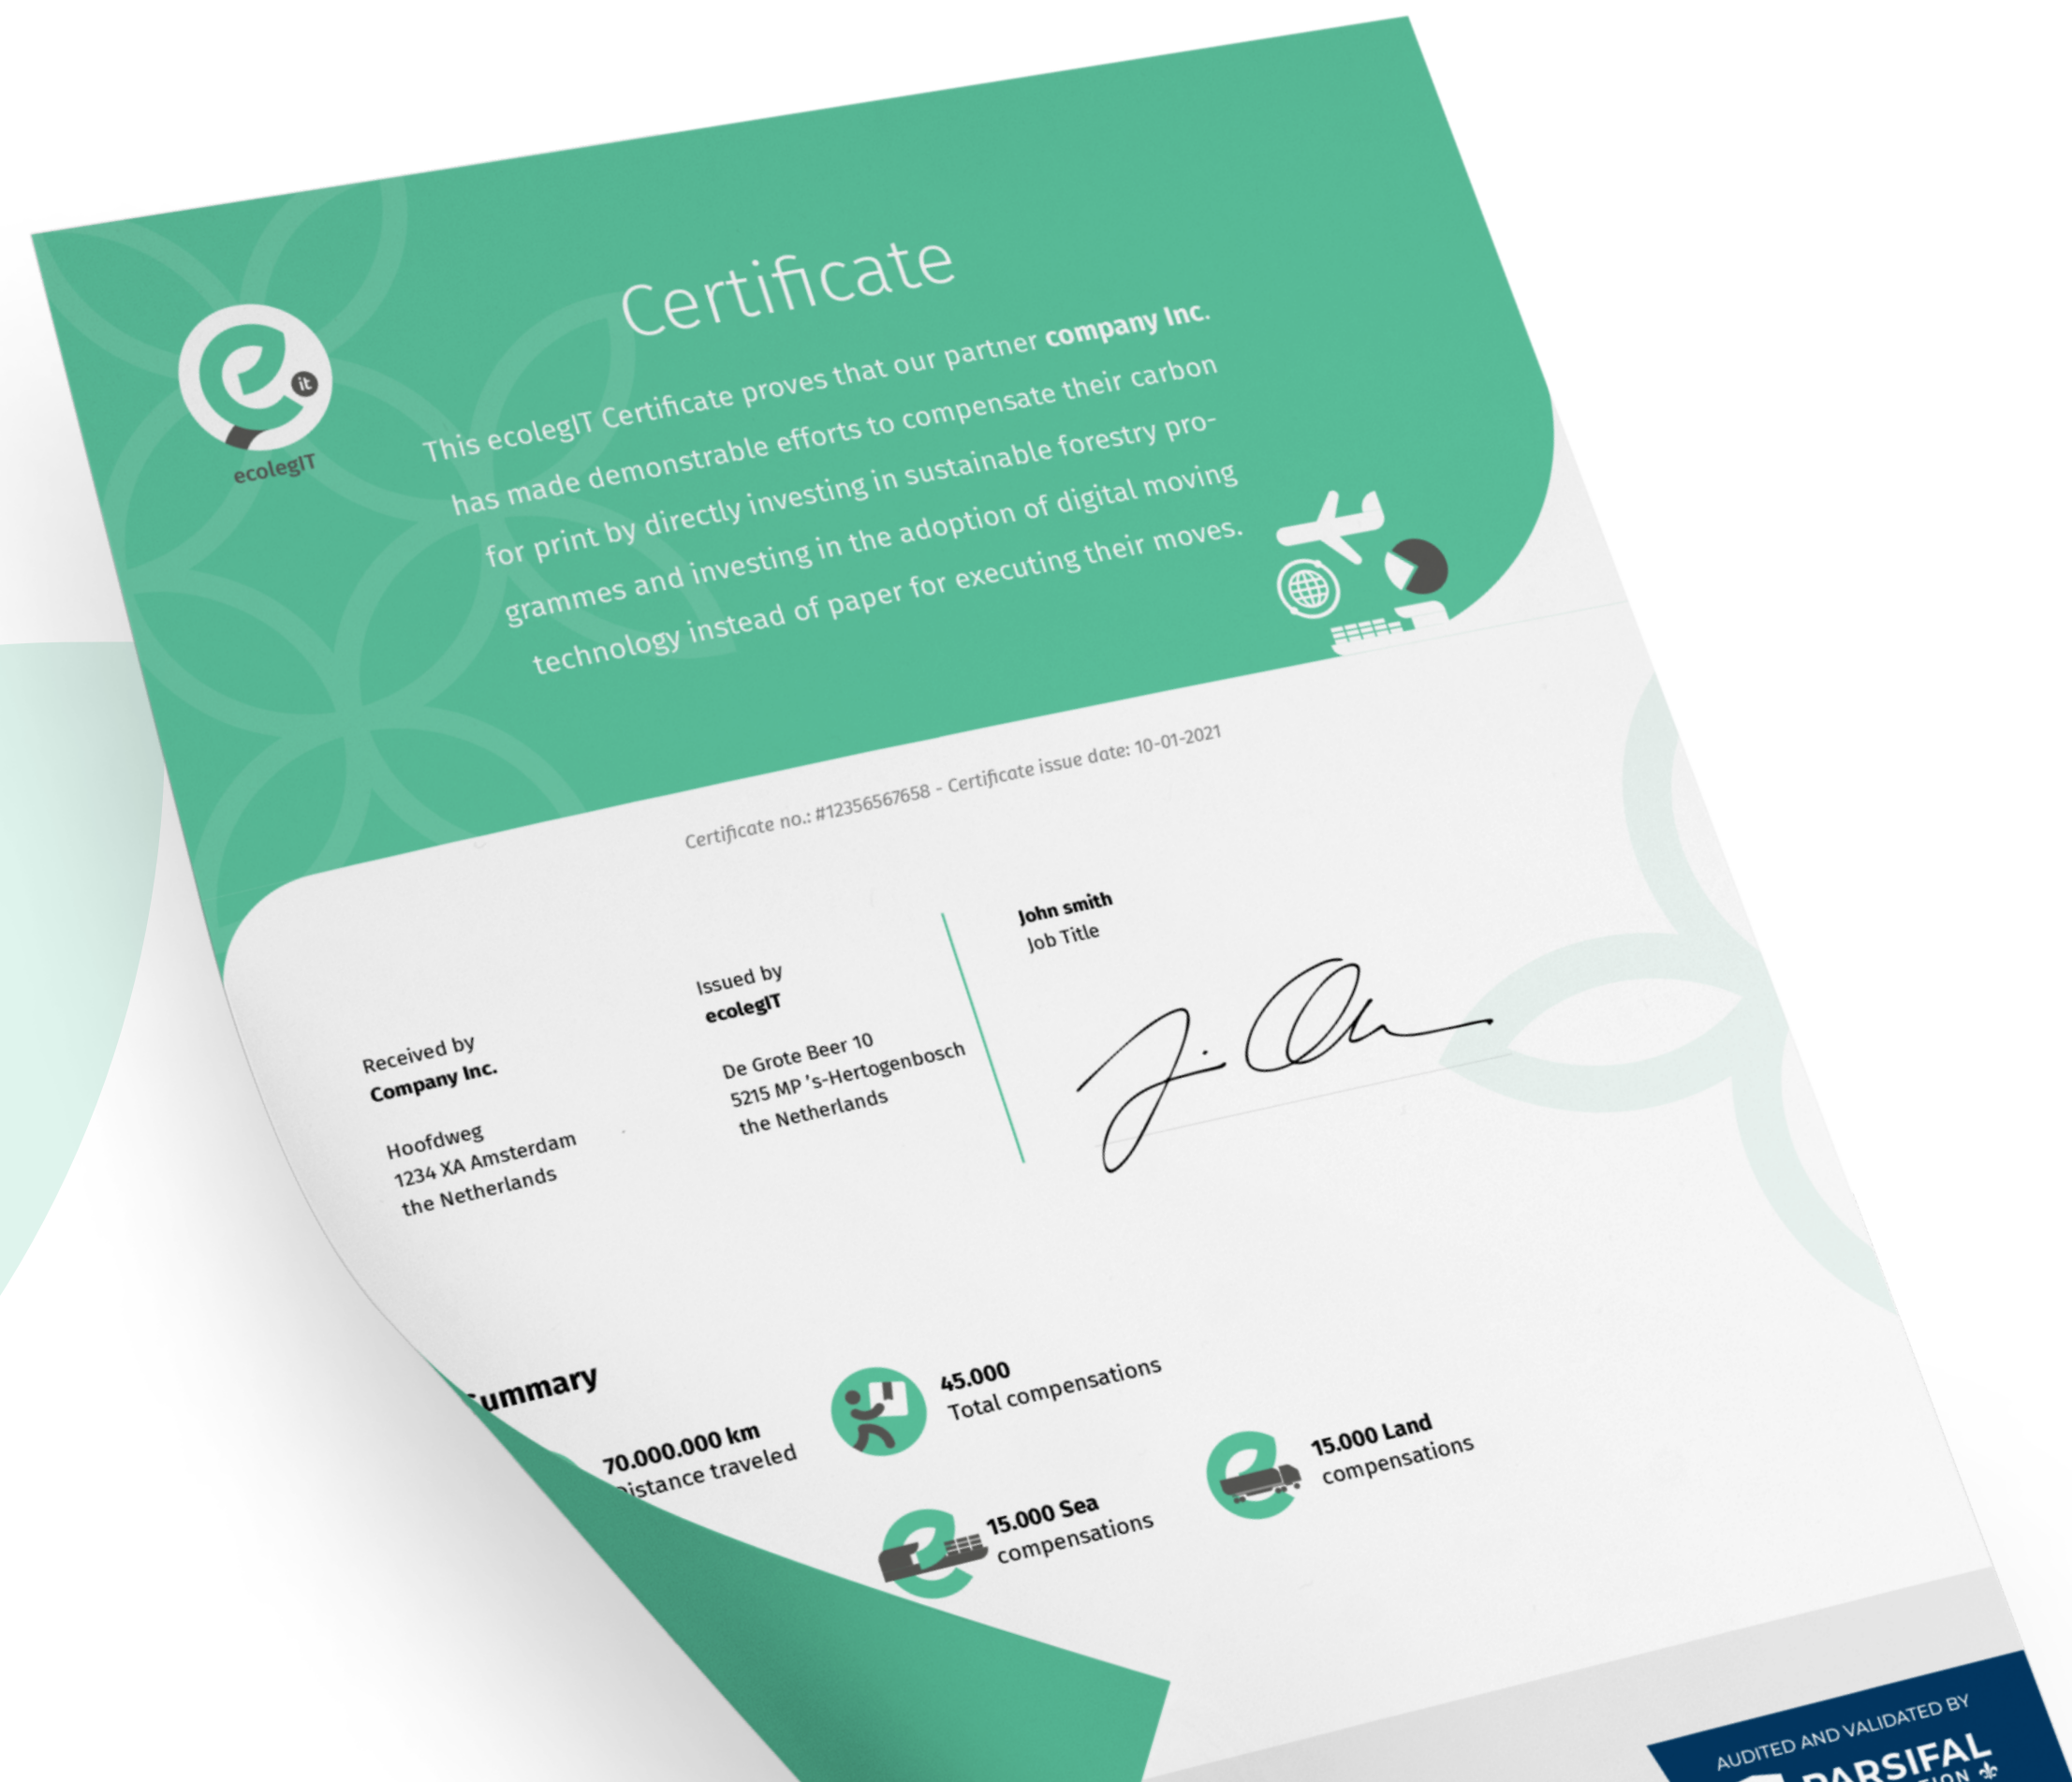 Certificate
This ecolegIT Certificate proves that our partner company Inc.
has made demonstrable efforts to compensate their carbon
for print by directly investing in sustainable forestry pro-
grammes and investing in the adoption of digital moving
technology instead of paper for executing their moves.
it
ecolegIT
Certificate no.: #12356567658 - Certificate issue date: 10-01-2021
Received by
Company Inc.
Hoofdweg
1234 XA Amsterdam
the Netherlands
Issued by
ecolegIT
De Grote Beer 10
5215 MP 's-Hertogenbosch
the Netherlands
John smith
Job Title
Summary
70.000.000 km
Distance traveled
45.000
Total compensations
15.000 Sea
compensations
15.000 Land
compensations
AUDITED AND VALIDATED BY
PARSIFAL